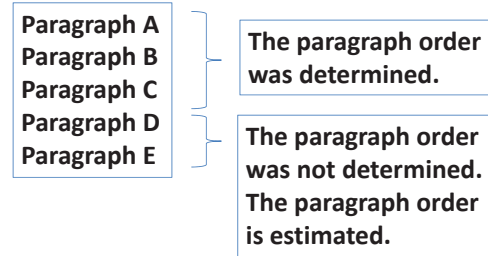 Paragraph A
Paragraph B
Paragraph C
Paragraph D
Paragraph E
The paragraph order
was determined.
The paragraph order
was not determined.
The paragraph order
is estimated.